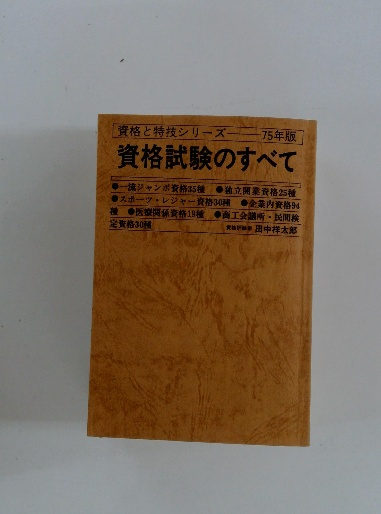 資格と特技シリーズ――75年版
資格試験のすべて
●一流ジャンボ資格35種 ●独立開業資格25種
●スポーツ・レジャー資格30種 ●企業内資格94
種 ●医療関係資格19種 ●商工会議所・民間検
定資格30種 田中祥太郎